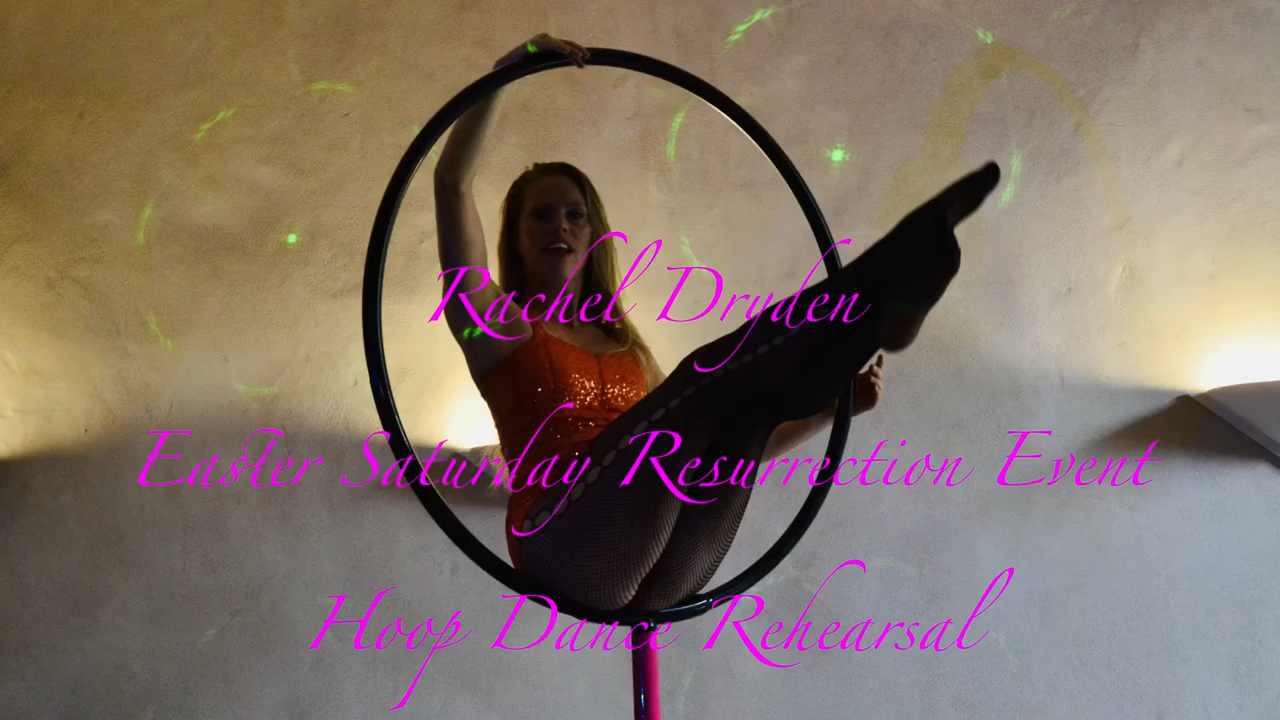 Rachel Dryden
Easter Saturday Resurrection Event
Hoop Dance Rehearsal